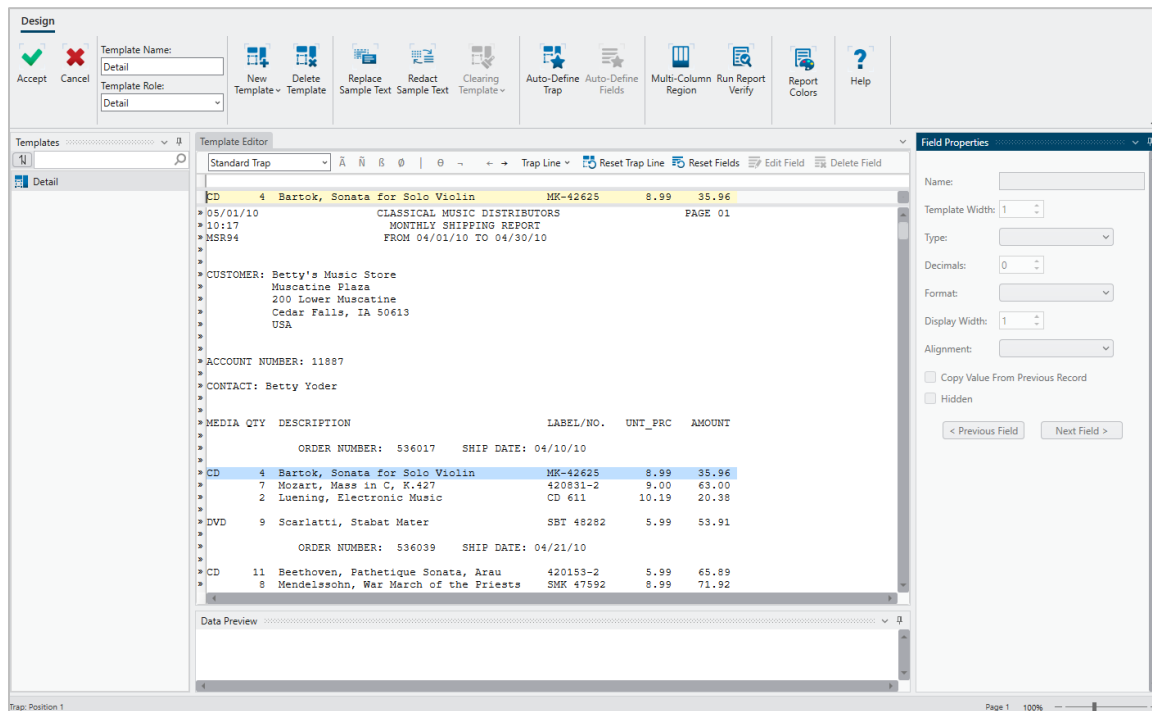 Design
Accept
Cancel
Template Name:
Detail
Template Role:
Detail
New Template
Delete Template
Replace Sample Text
Redact Sample Text
Clearing Template
Auto-Define Trap
Auto-Define Fields
Multi-Column Region
Run Report Verify
Report Colors
? Help
Templates
Detail
Template Editor
Standard Trap Ã Ñ ß Ø | Ө ¬ ← → Trap Line Reset Trap Line Reset Fields Edit Field Delete Field
CD 4 Bartok, Sonata for Solo Violin MK-42625 8.99 35.96
» 05/01/10 CLASSICAL MUSIC DISTRIBUTORS PAGE 01
» 10:17 MONTHLY SHIPPING REPORT
» MSR94 FROM 04/01/10 TO 04/30/10
»
»
» CUSTOMER: Betty's Music Store
» Muscatine Plaza
» 200 Lower Muscatine
» Cedar Falls, IA 50613
» USA
»
»
» ACCOUNT NUMBER: 11887
»
» CONTACT: Betty Yoder
»
»
» MEDIA QTY DESCRIPTION LABEL/NO. UNT_PRC AMOUNT
»
» ORDER NUMBER: 536017 SHIP DATE: 04/10/10
»
» CD 4 Bartok, Sonata for Solo Violin MK-42625 8.99 35.96
» 7 Mozart, Mass in C, K.427 420831-2 9.00 63.00
» 2 Luening, Electronic Music CD 611 10.19 20.38
»
» DVD 9 Scarlatti, Stabat Mater SBT 48282 5.99 53.91
»
» ORDER NUMBER: 536039 SHIP DATE: 04/21/10
»
» CD 11 Beethoven, Pathetique Sonata, Arau 420153-2 5.99 65.89
» 8 Mendelssohn, War March of the Priests SMK 47592 8.99 71.92
Data Preview
Field Properties
Name:
Template Width: 1
Type:
Decimals: 0
Format:
Display Width: 1
Alignment:
Copy Value From Previous Record
Hidden
< Previous Field
Next Field >
Trap: Position 1
Page 1 100%